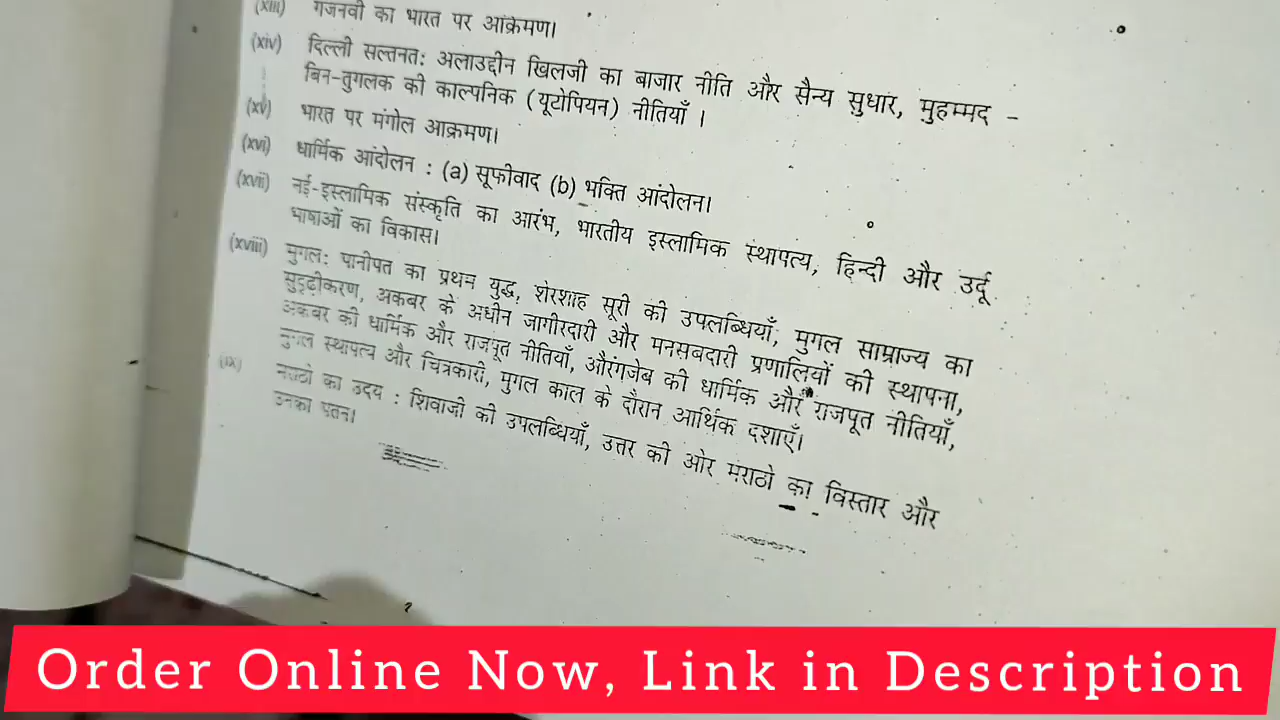 (xiii) गजनवी का भारत पर आक्रमण।
(xiv) दिल्ली सल्तनत: अलाउद्दीन खिलजी का बाजार नीति और सैन्य सुधार, मुहम्मद -
बिन-तुगलक की काल्पनिक (यूटोपियन) नीतियाँ ।
(xv) भारत पर मंगोल आक्रमण।
(xvi) धार्मिक आंदोलन : (a) सूफीवाद (b) भक्ति आंदोलन।
(xvii) नई-इस्लामिक संस्कृति का आरंभ, भारतीय इस्लामिक स्थापत्य, हिन्दी और उर्दू
भाषाओं का विकास।
(xviii) मुगल: पानीपत का प्रथम युद्ध, शेरशाह सूरी की उपलब्धियाँ, मुगल साम्राज्य का
सुदृढ़ीकरण, अकबर के अधीन जागीरदारी और मनसबदारी प्रणालियों की स्थापना,
अकबर की धार्मिक और राजपूत नीतियाँ, औरंगजेब की धार्मिक और राजपूत नीतियाँ,
मुगल स्थापत्य और चित्रकारी, मुगल काल के दौरान आर्थिक दशाएँ।
(ix) मराठों का उदय : शिवाजी की उपलब्धियाँ, उत्तर की ओर मराठों का विस्तार और
उनका पतन।
Order Online Now, Link in Description